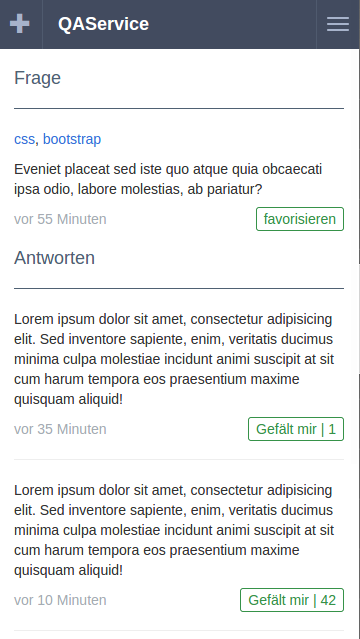 QAService
Frage
css, bootstrap
Eveniet placeat sed iste quo atque quia obcaecati
ipsa odio, labore molestias, ab pariatur?
vor 55 Minuten favorisieren
Antworten
Lorem ipsum dolor sit amet, consectetur adipisicing
elit. Sed inventore sapiente, enim, veritatis ducimus
minima culpa molestiae incidunt animi suscipit at sit
cum harum tempora eos praesentium maxime
quisquam aliquid!
vor 35 Minuten Gefält mir | 1
Lorem ipsum dolor sit amet, consectetur adipisicing
elit. Sed inventore sapiente, enim, veritatis ducimus
minima culpa molestiae incidunt animi suscipit at sit
cum harum tempora eos praesentium maxime
quisquam aliquid!
vor 10 Minuten Gefält mir | 42